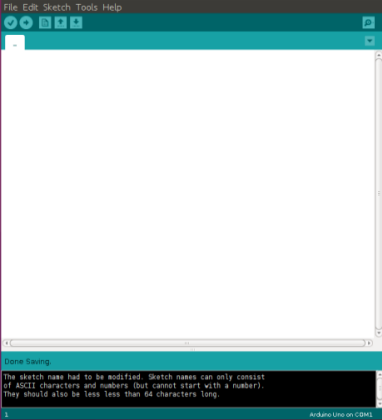 File Edit Sketch Tools Help
Done Saving.
The sketch name had to be modified. Sketch names can only consist
of ASCII characters and numbers (but cannot start with a number).
They should also be less less than 64 characters long.
1 Arduino Uno on COM1